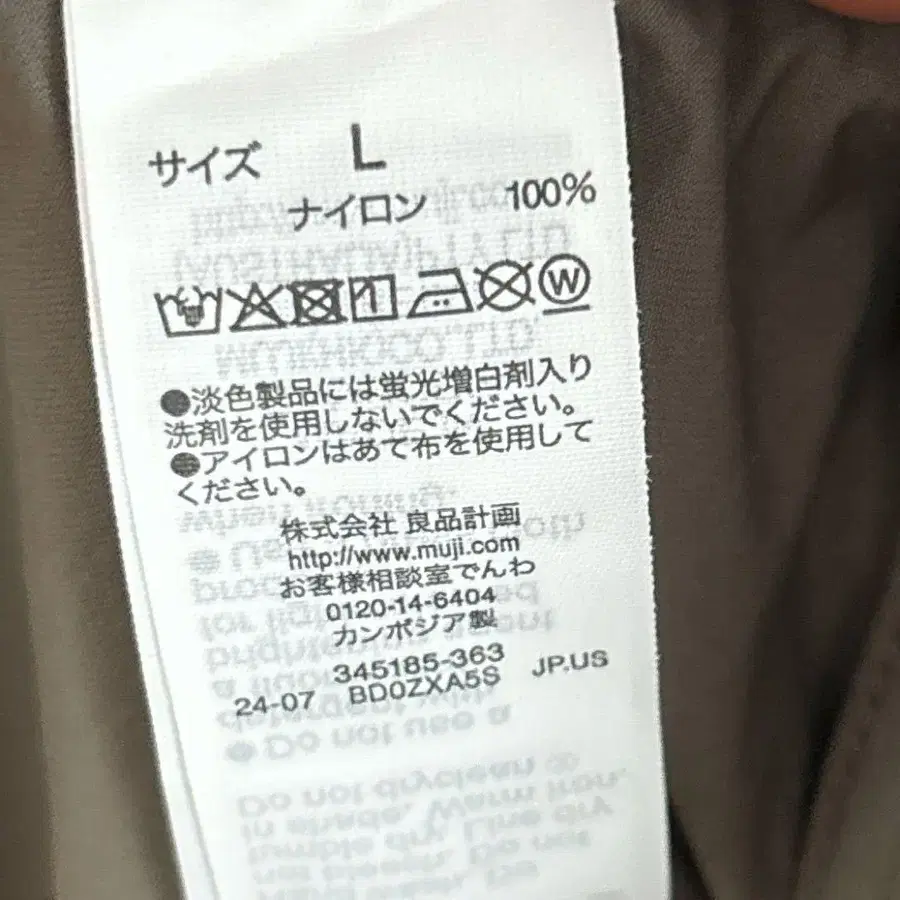 サイズ L
ナイロン 100%
W
●淡色製品には蛍光増白剤入り
洗剤を使用しないでください。
●アイロンはあて布を使用して
ください。
株式会社 良品計画
http://www.muji.com
お客様相談室でんわ
0120-14-6404
カンボジア製
345185-363
24-07 BD0ZXA5S JP.US